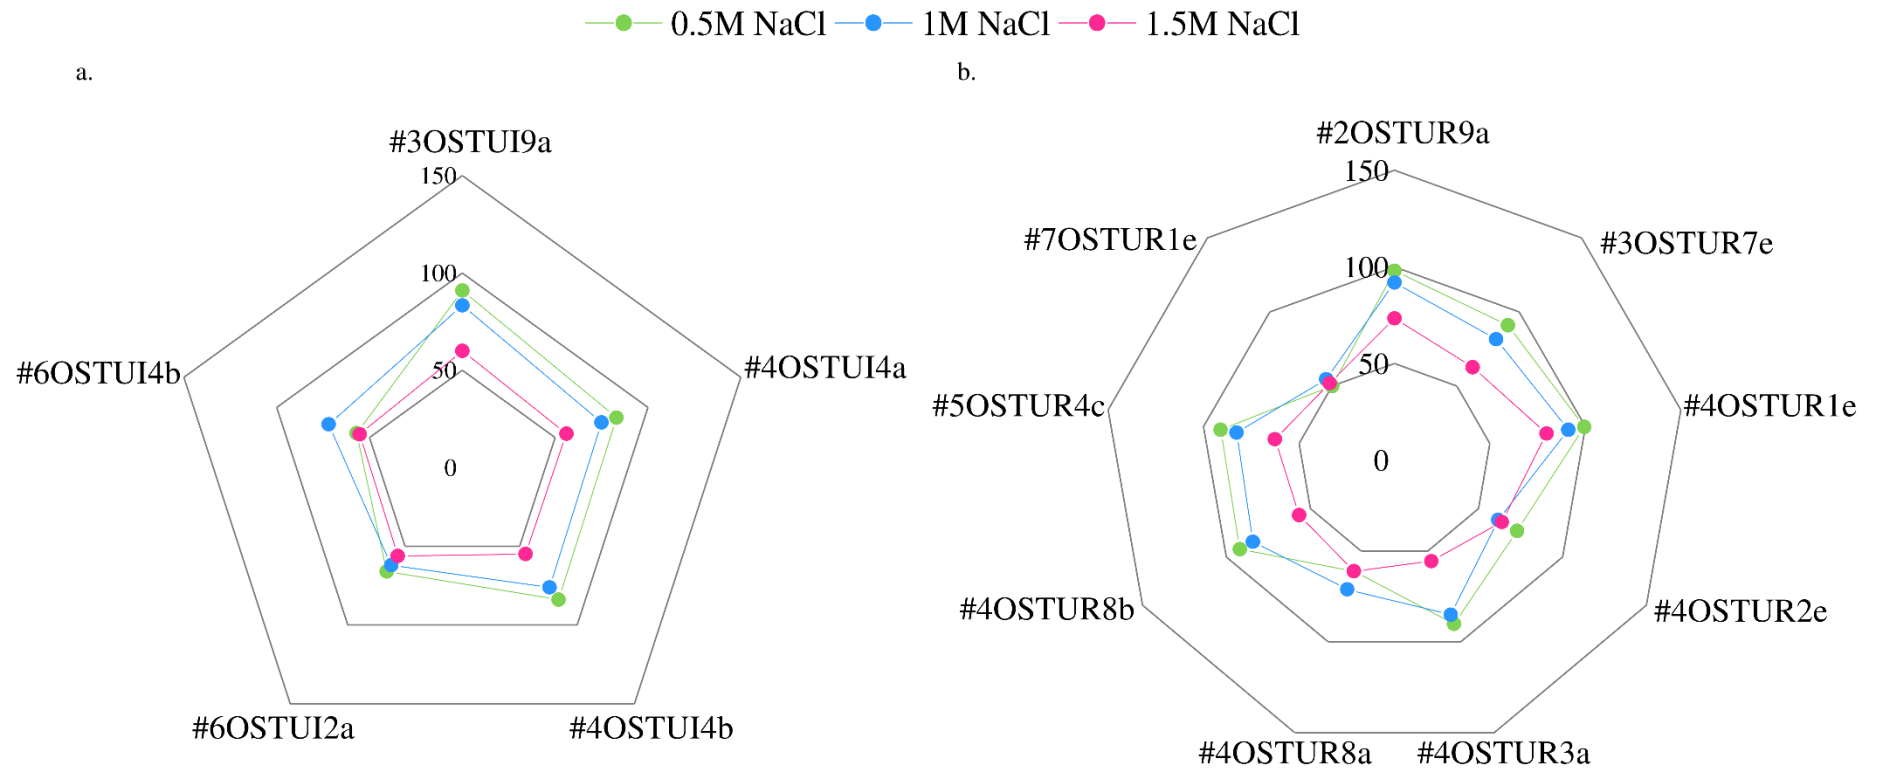 0.5M NaCl 1M NaCl 1.5M NaCl
a.
#3OSTUI9a
150
100
50
0
#4OSTUI4a
#4OSTUI4b
#6OSTUI2a
#6OSTUI4b
b.
#2OSTUR9a
150
100
50
0
#3OSTUR7e
#4OSTUR1e
#4OSTUR2e
#4OSTUR3a
#4OSTUR8a
#4OSTUR8b
#5OSTUR4c
#7OSTUR1e